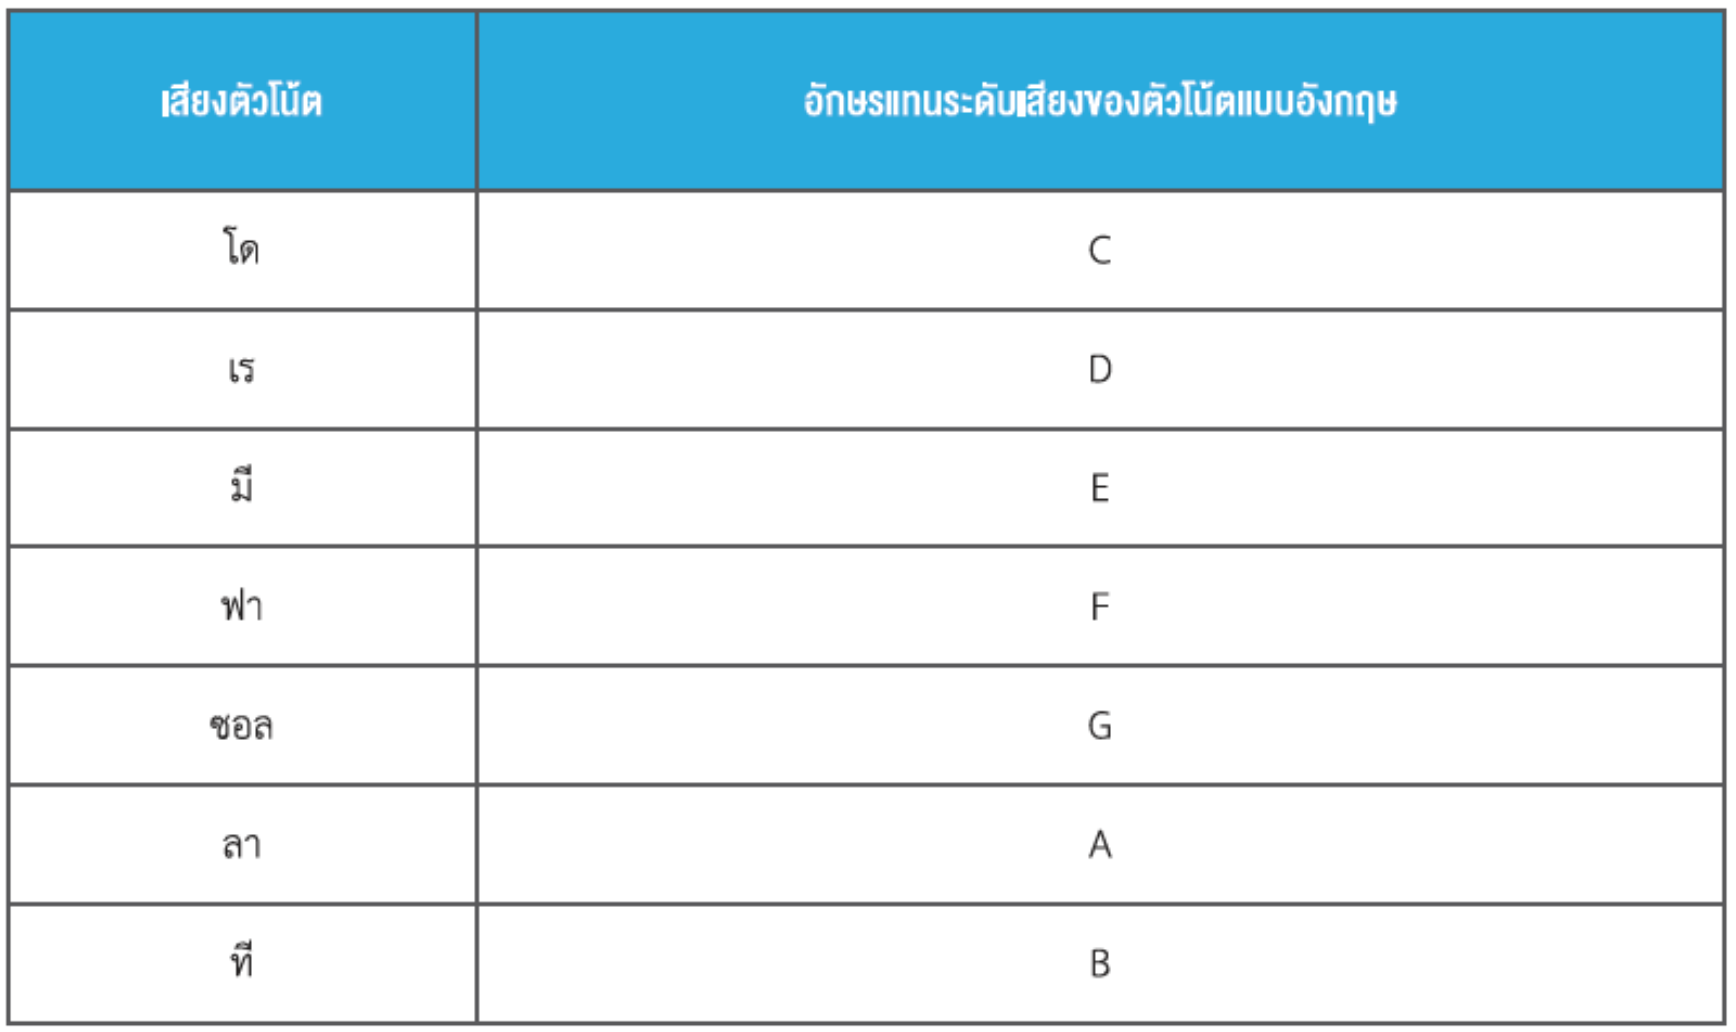 เสียงตัวโน้ต อักษรแทนระดับเสียงของตัวโน้ตแบบอังกฤษ
โด C
เร D
มี E
ฟา F
ซอล G
ลา A
ที B